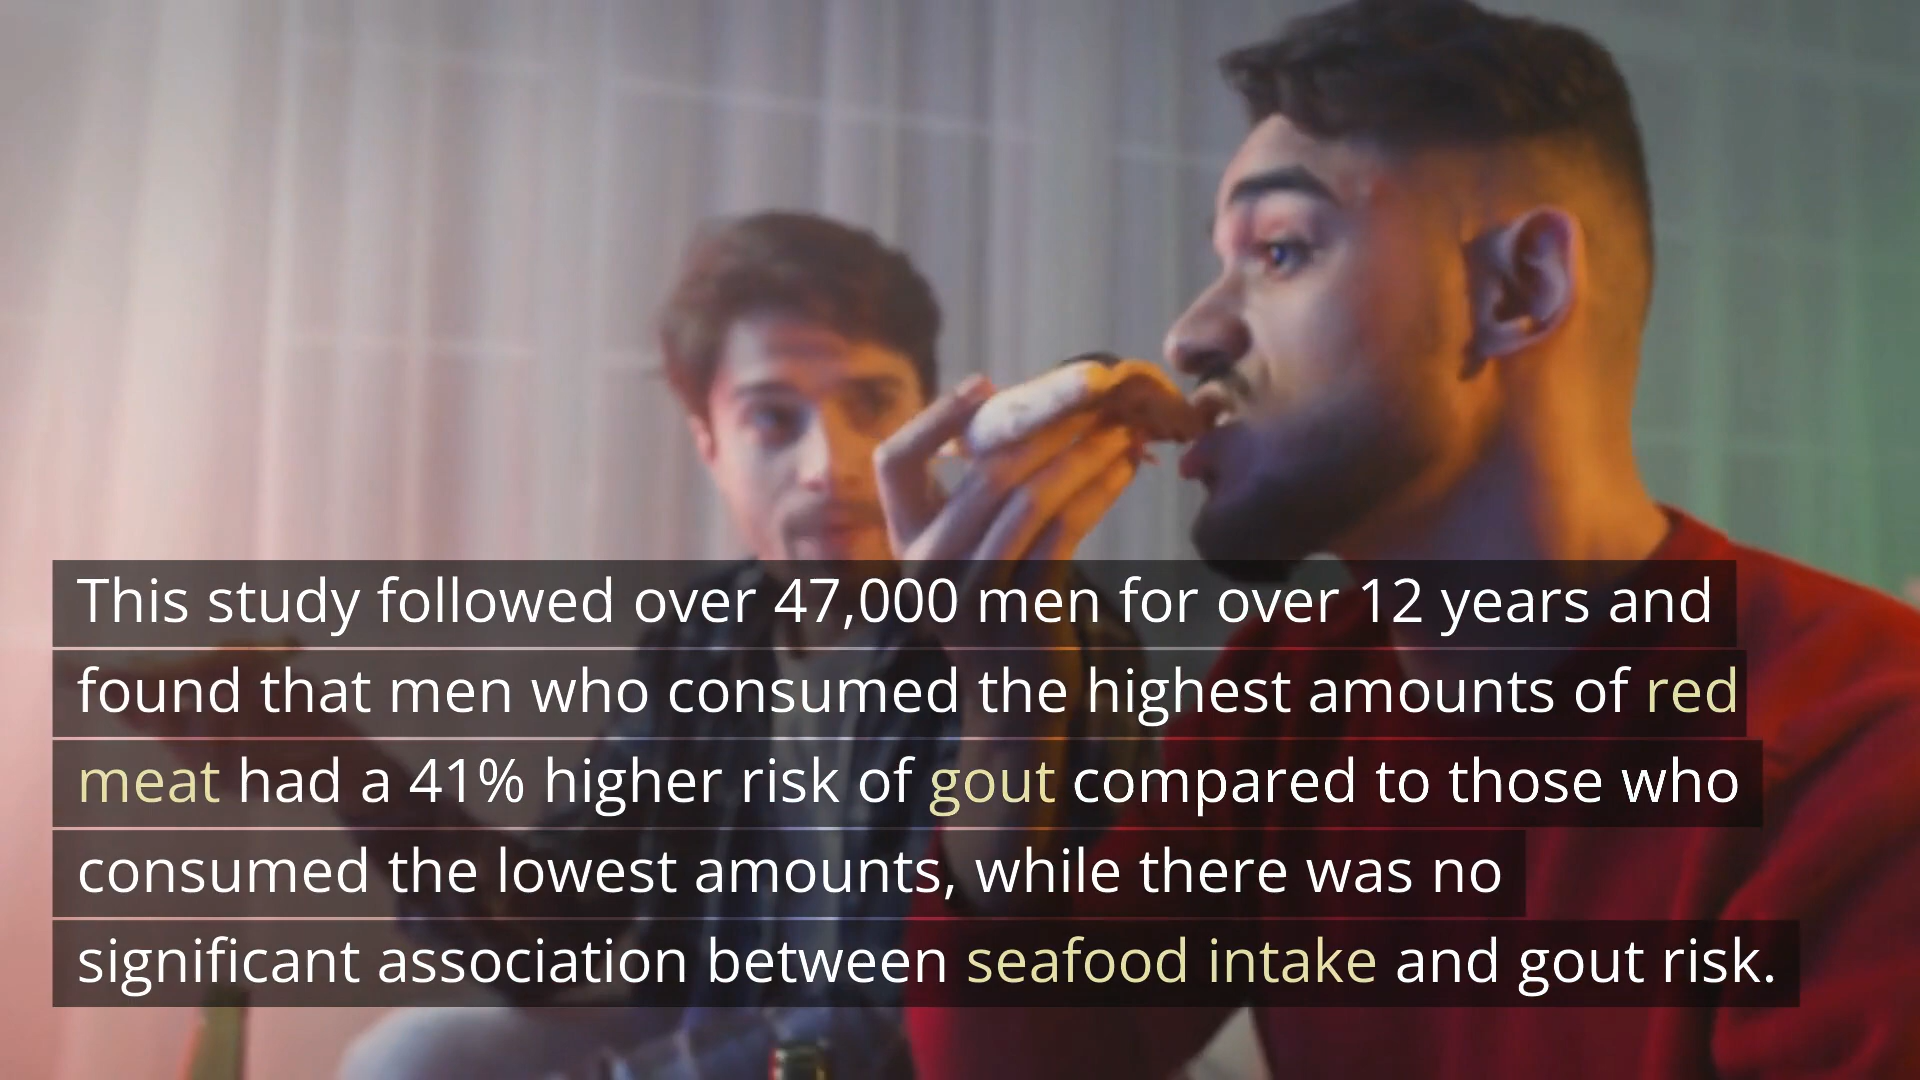 This study followed over 47,000 men for over 12 years and
found that men who consumed the highest amounts of red
meat had a 41% higher risk of gout compared to those who
consumed the lowest amounts, while there was no
significant association between seafood intake and gout risk.